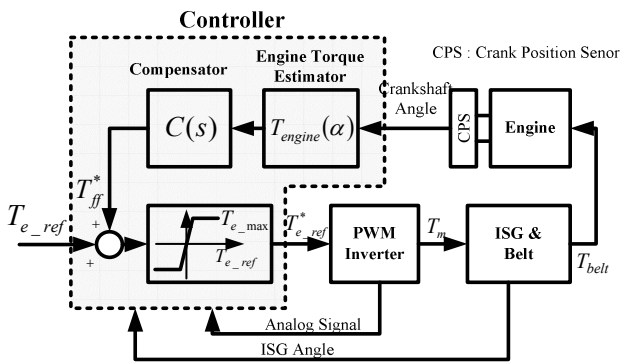 Controller
CPS : Crank Position Senor
Compensator
Engine Torque
Estimator
Crankshaft
Angle
C(s)
T_engine(α)
CPS
Engine
T*_ff
T_e_ref
+
+
T_e_max
T_e_ref
T*_e_ref
PWM
Inverter
T_m
ISG &
Belt
T_belt
Analog Signal
ISG Angle